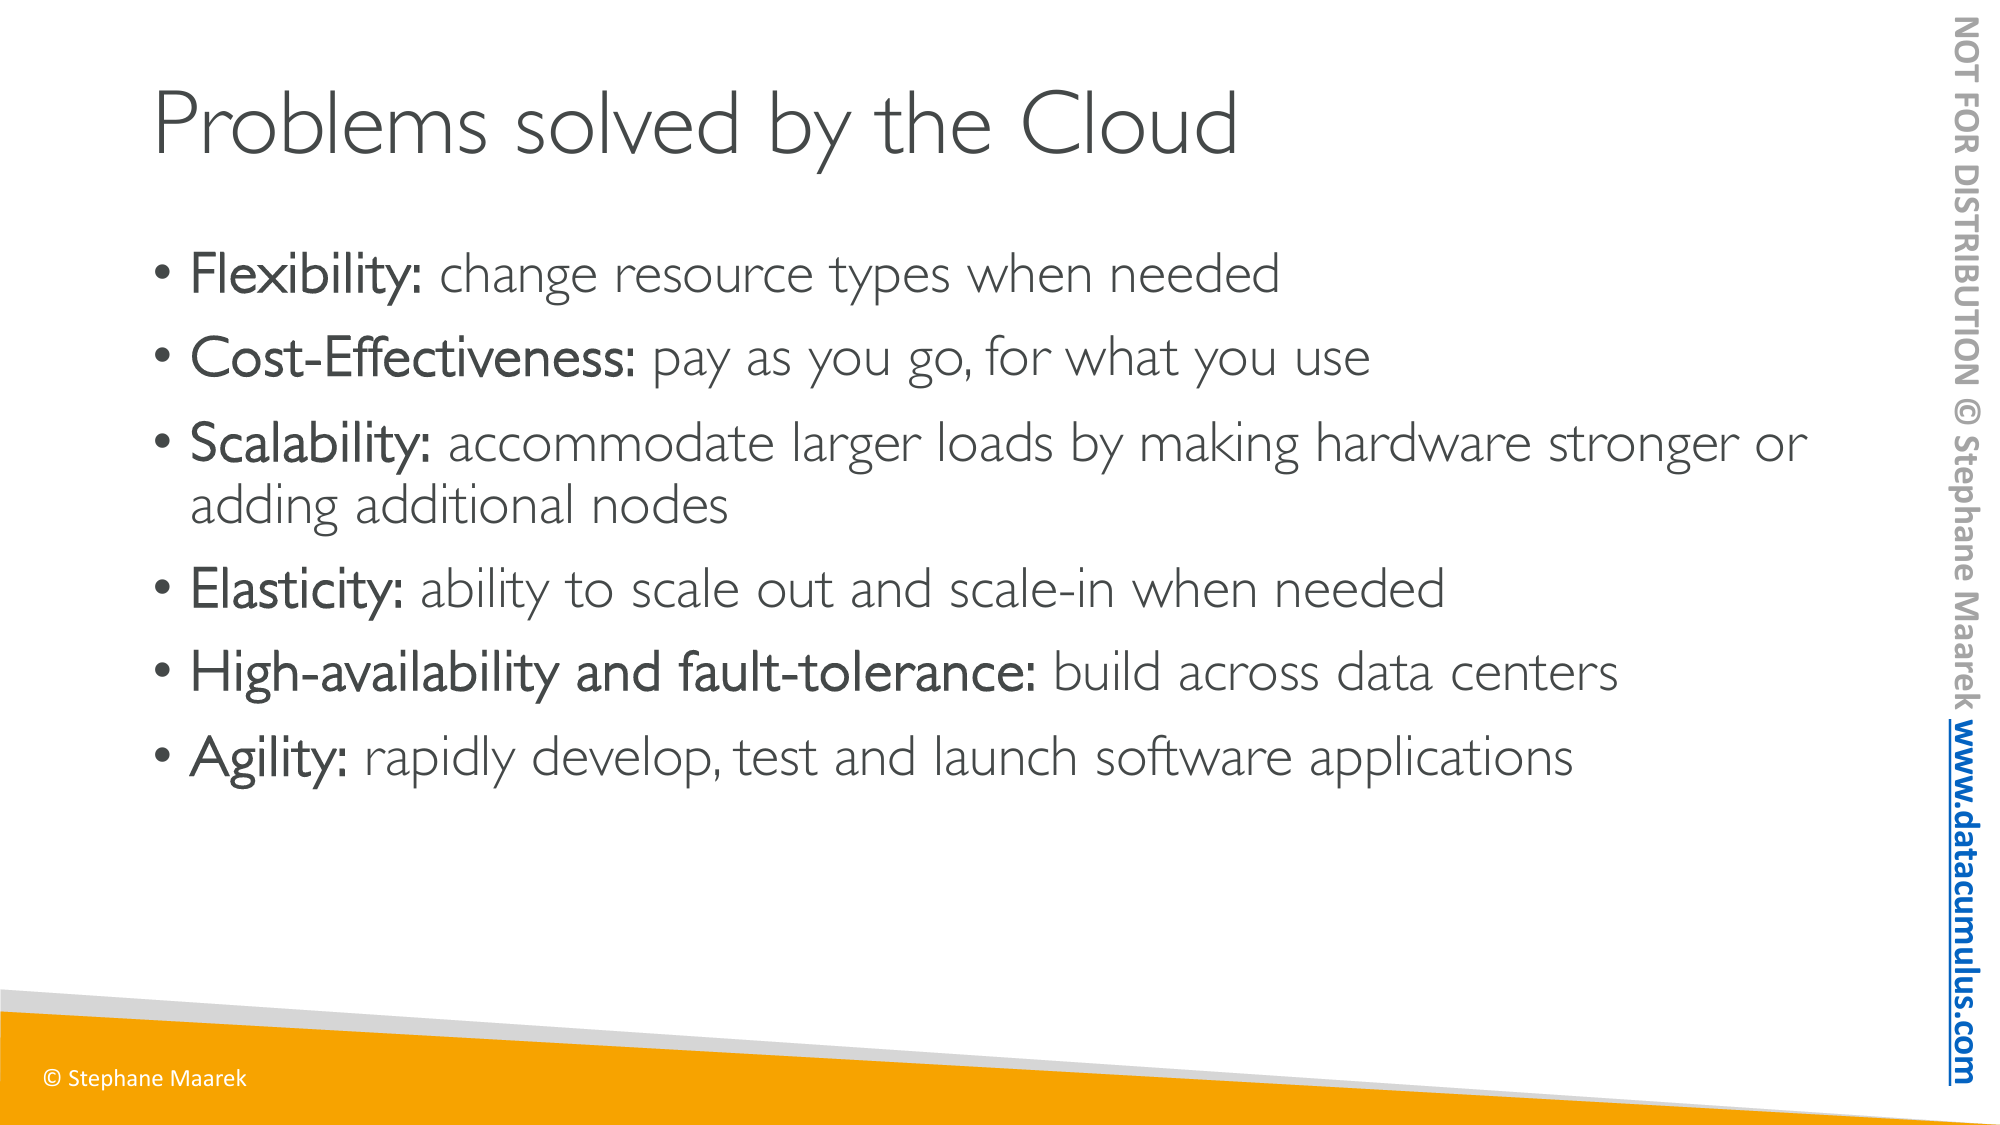 Problems solved by the Cloud
• Flexibility: change resource types when needed
• Cost-Effectiveness: pay as you go, for what you use
• Scalability: accommodate larger loads by making hardware stronger or
adding additional nodes
• Elasticity: ability to scale out and scale-in when needed
• High-availability and fault-tolerance: build across data centers
• Agility: rapidly develop, test and launch software applications
© Stephane Maarek
NOT FOR DISTRIBUTION © Stephane Maarek www.datacumulus.com